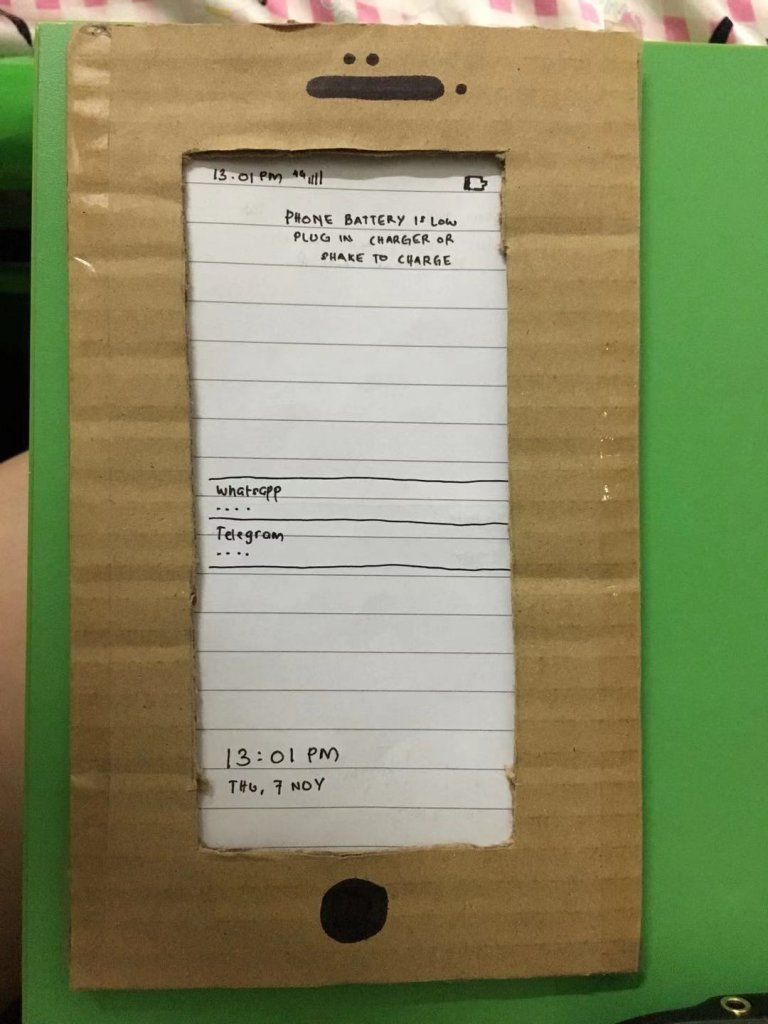 13.01 PM 4G
PHONE BATTERY IS LOW
PLUG IN CHARGER OR
SHAKE TO CHARGE
Whatsapp
....
Telegram
....
13:01 PM
THU, 7 NOV